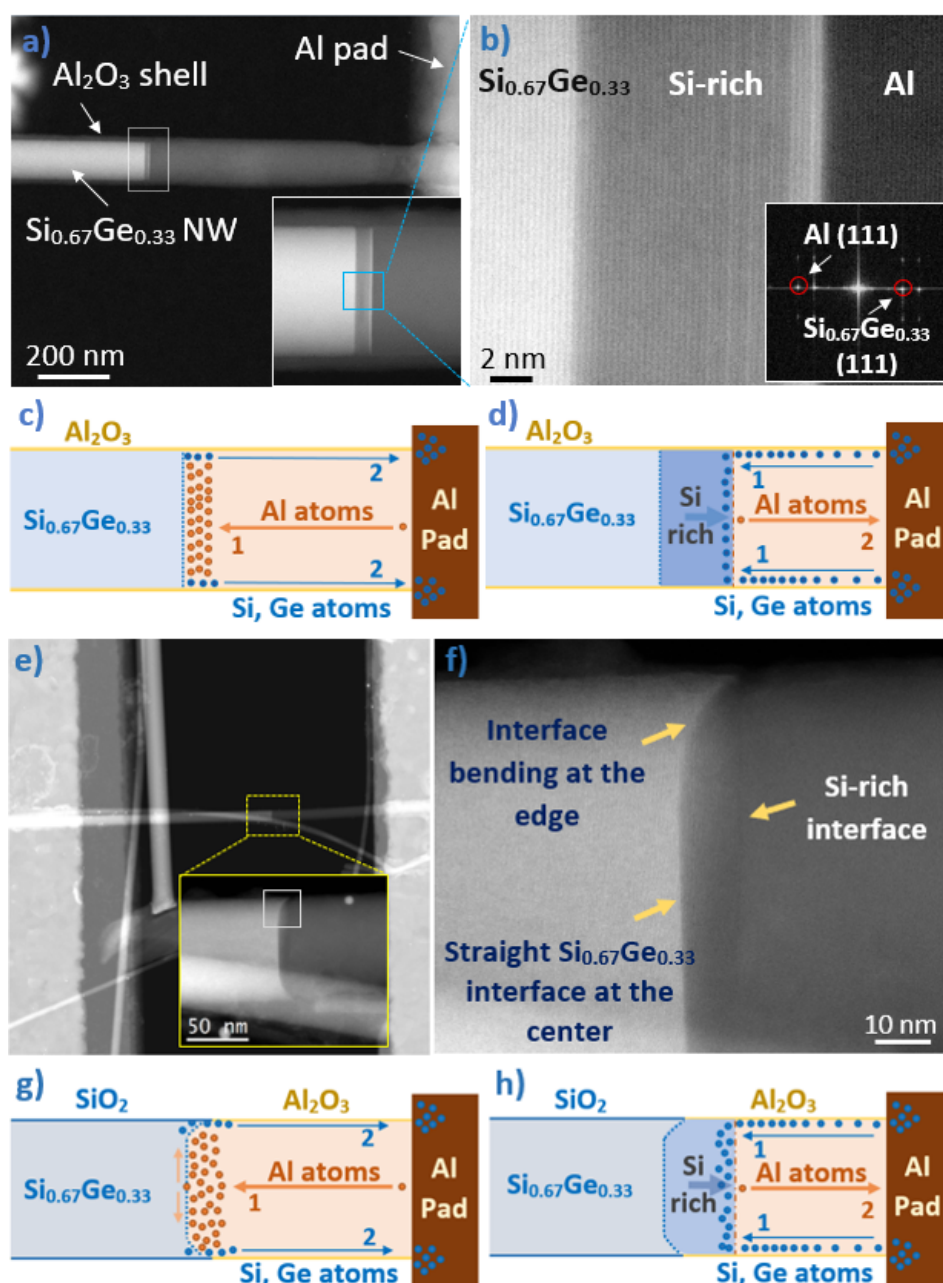 a)
Al₂O₃ shell
Al pad
Si₀.₆₇Ge₀.₃₃ NW
200 nm
b)
Si₀.₆₇Ge₀.₃₃
Si-rich
Al
Al (111)
Si₀.₆₇Ge₀.₃₃
(111)
2 nm
c)
Al₂O₃
2
Si₀.₆₇Ge₀.₃₃
Al atoms
1
2
Al
Pad
Si, Ge atoms
d)
Al₂O₃
1
Si₀.₆₇Ge₀.₃₃
Si
rich
Al atoms
2
1
Al
Pad
Si, Ge atoms
e)
50 nm
f)
Interface
bending at the
edge
Si-rich
interface
Straight Si₀.₆₇Ge₀.₃₃
interface at the
center
10 nm
g)
SiO₂
Al₂O₃
2
Si₀.₆₇Ge₀.₃₃
Al atoms
1
2
Al
Pad
Si, Ge atoms
h)
SiO₂
Al₂O₃
1
Si₀.₆₇Ge₀.₃₃
Si
rich
Al atoms
2
1
Al
Pad
Si, Ge atoms